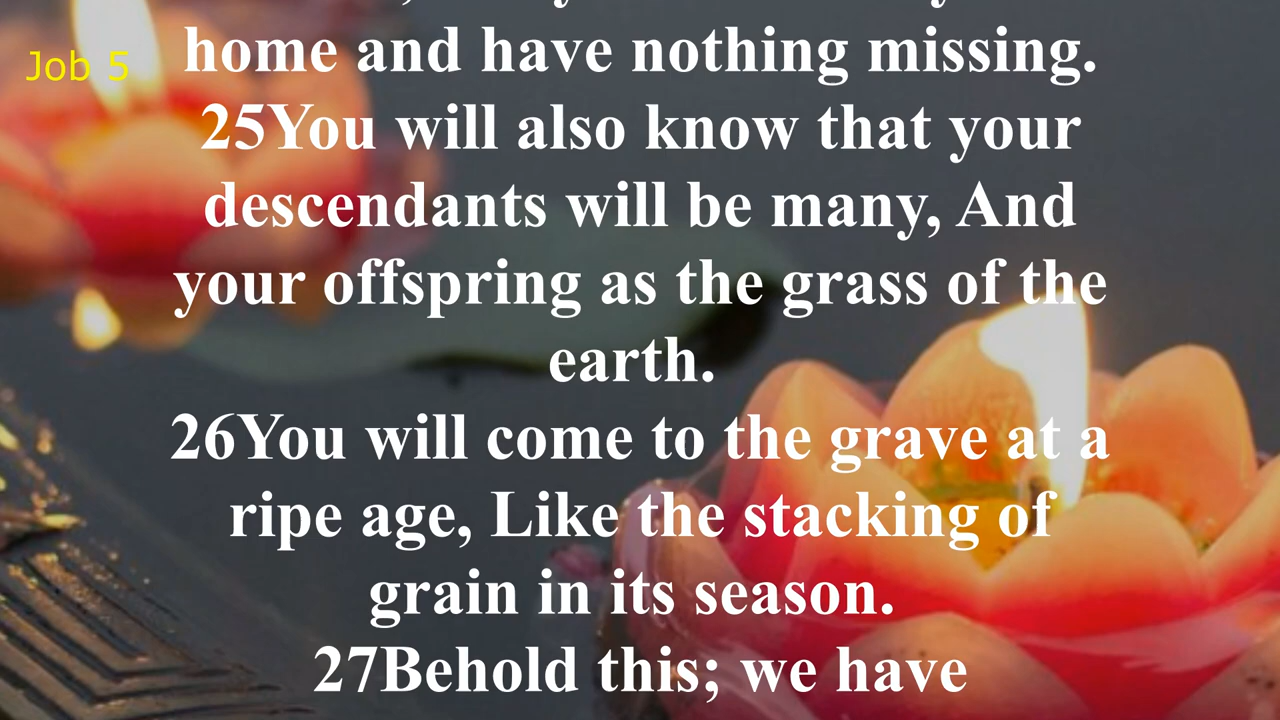 Job 5
home and have nothing missing.
25You will also know that your
descendants will be many, And
your offspring as the grass of the
earth.
26You will come to the grave at a
ripe age, Like the stacking of
grain in its season.
27Behold this; we have